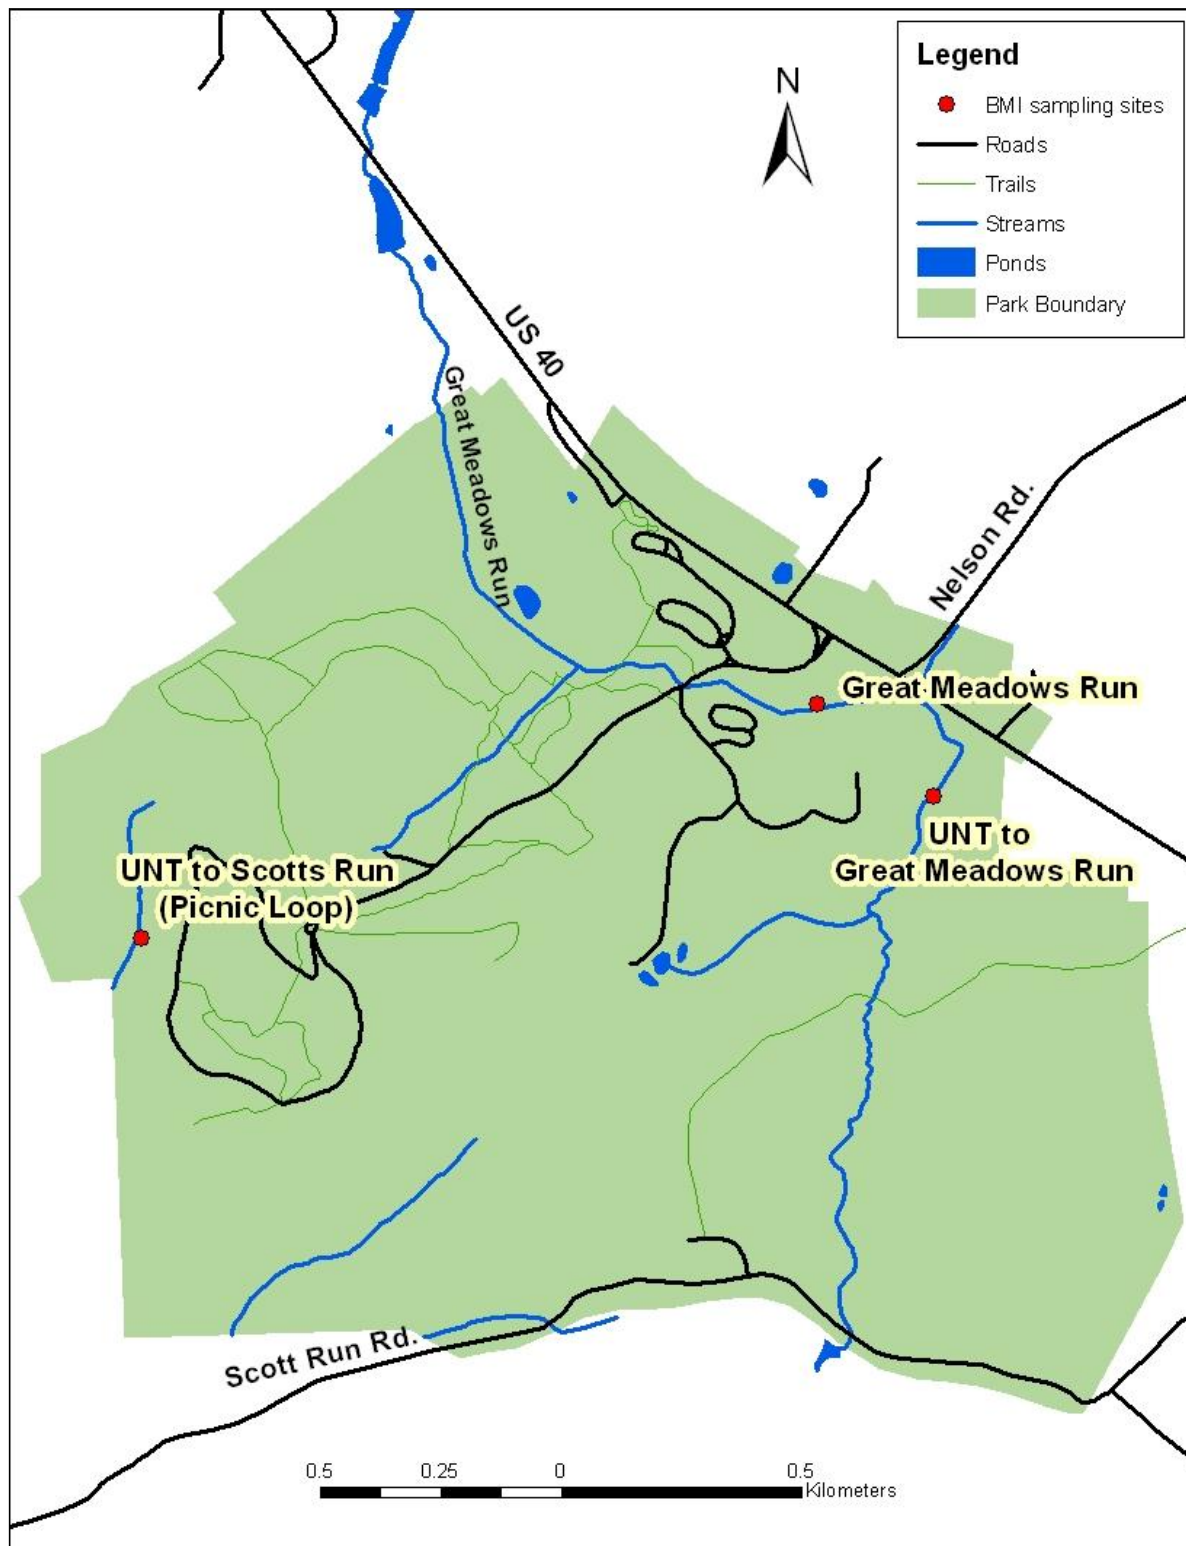 Legend
N
BMI sampling sites
Roads
Trails
Streams
Ponds
Park Boundary
US 40
Great Meadows Run
Nelson Rd.
Great Meadows Run
UNT to
Great Meadows Run
UNT to Scotts Run
(Picnic Loop)
Scott Run Rd.
0.5 0.25 0 0.5
Kilometers